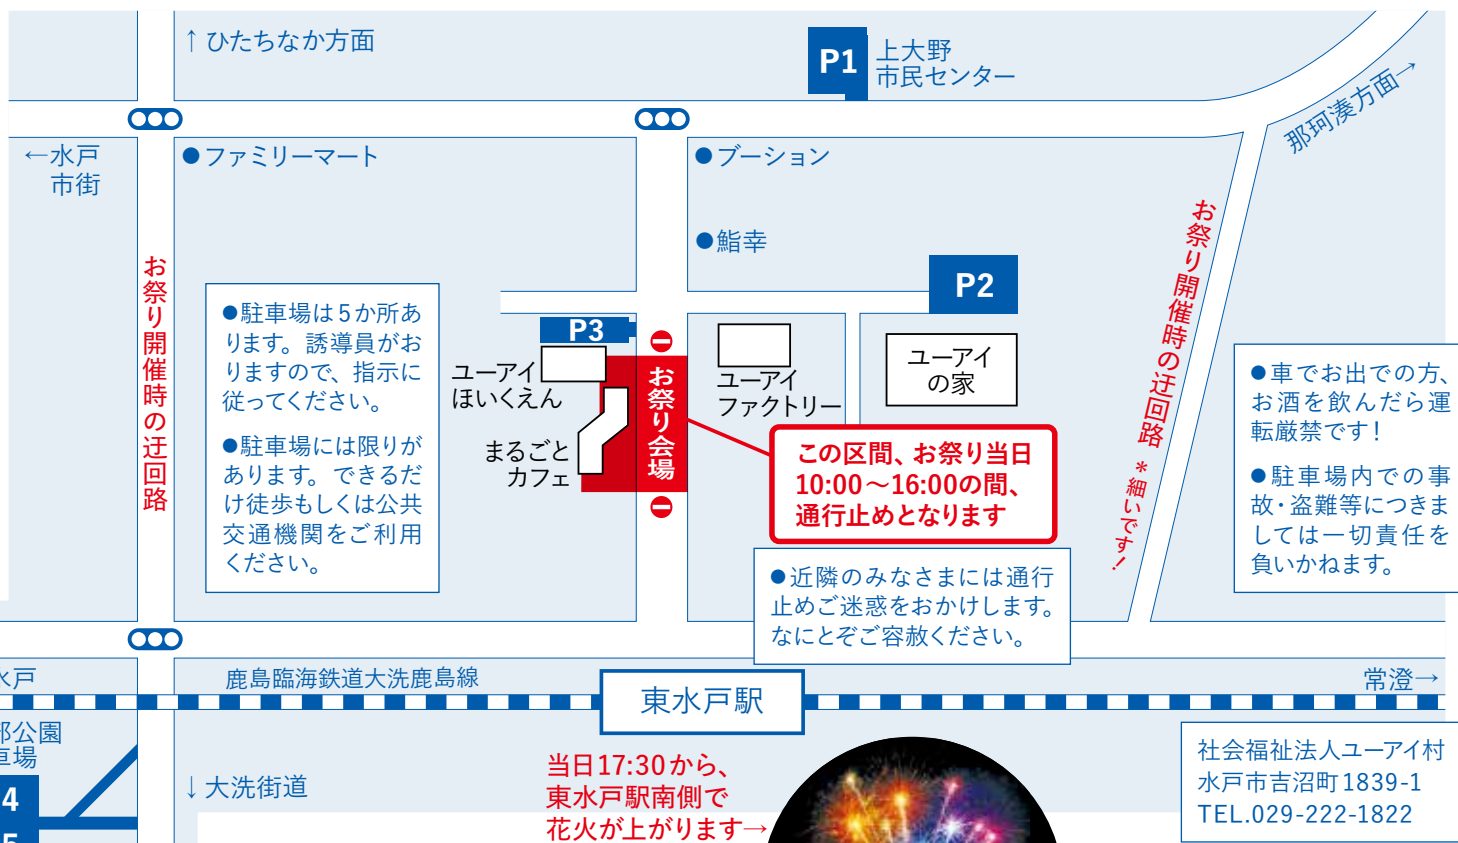 ↑ ひたちなか方面
P1
上大野
市民センター
那珂湊方面→
←水戸
市街
●ファミリーマート
●ブーション
●鮨幸
お祭り開催時の迂回路
●駐車場は5か所あ
ります。誘導員がお
りますので、指示に
従ってください。
●駐車場には限りが
あります。できるだ
け徒歩もしくは公共
交通機関をご利用
ください。
P3
P2
ユーアイ
ほいくえん
まるごと
カフェ
お祭り会場
ユーアイ
ファクトリー
ユーアイ
の家
この区間、お祭り当日
10:00〜16:00の間、
通行止めとなります
お祭り開催時の迂回路 *細いです!
●車でお出での方、
お酒を飲んだら運
転厳禁です!
●駐車場内での事
故・盗難等につきま
しては一切責任を
負いかねます。
●近隣のみなさまには通行
止めご迷惑をおかけします。
なにとぞご容赦ください。
水戸
鹿島臨海鉄道大洗鹿島線
東水戸駅
常澄→
公園
車場
4
5
↓ 大洗街道
当日17:30から、
東水戸駅南側で
花火が上がります→
社会福祉法人ユーアイ村
水戸市吉沼町1839-1
TEL.029-222-1822